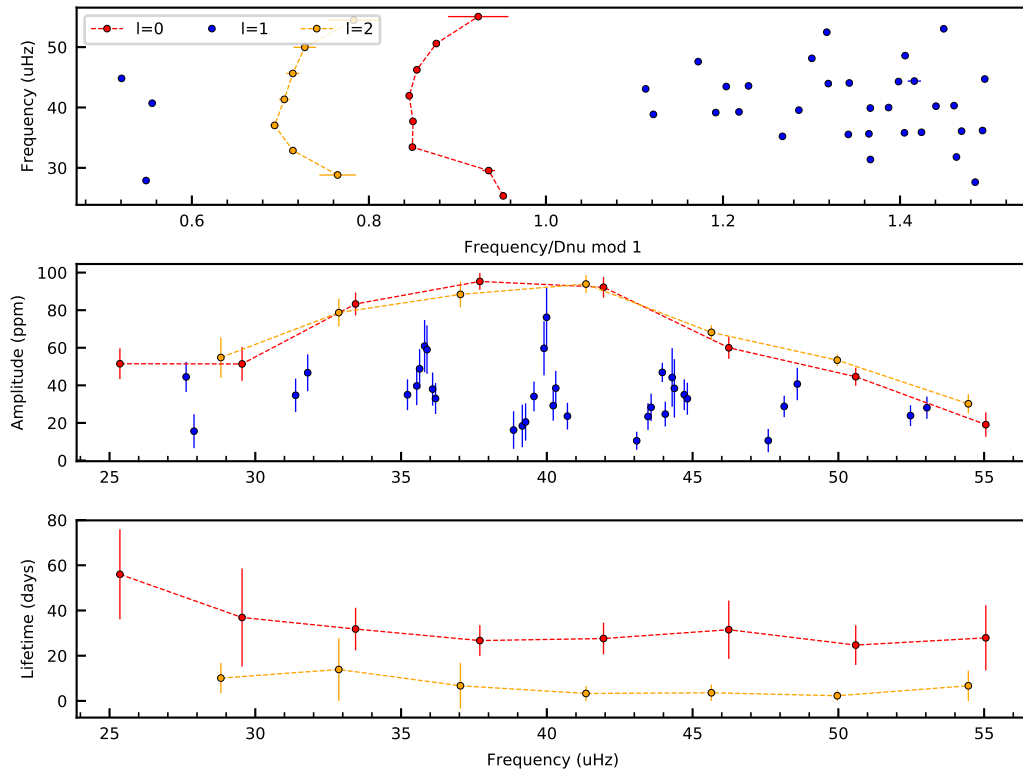 l=0 l=1 l=2
50
40
30
Frequency (uHz)
0.6 0.8 1.0 1.2 1.4
Frequency/Dnu mod 1
100
80
60
40
20
0
Amplitude (ppm)
25 30 35 40 45 50 55
80
60
40
20
0
Lifetime (days)
25 30 35 40 45 50 55
Frequency (uHz)